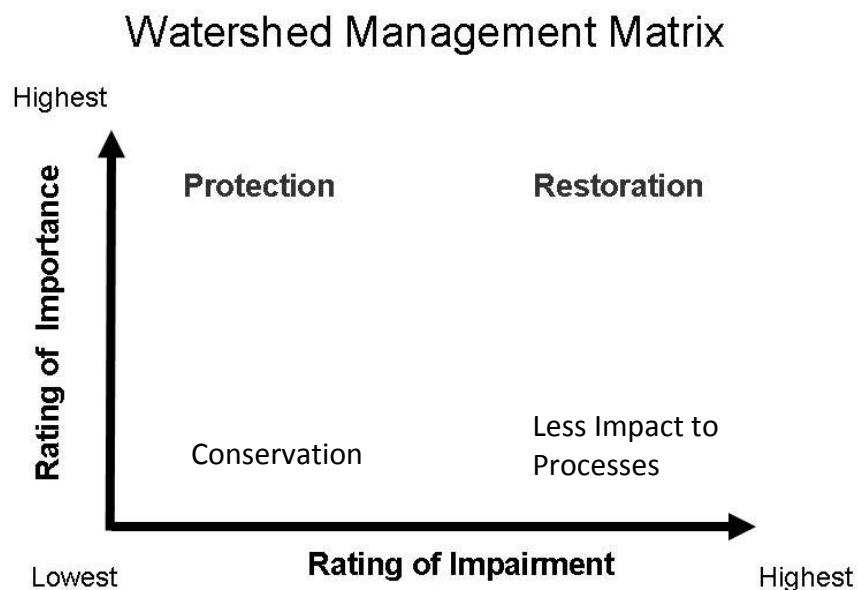 Watershed Management Matrix
Highest
Rating of Importance
Protection
Restoration
Conservation
Less Impact to
Processes
Lowest
Rating of Impairment
Highest